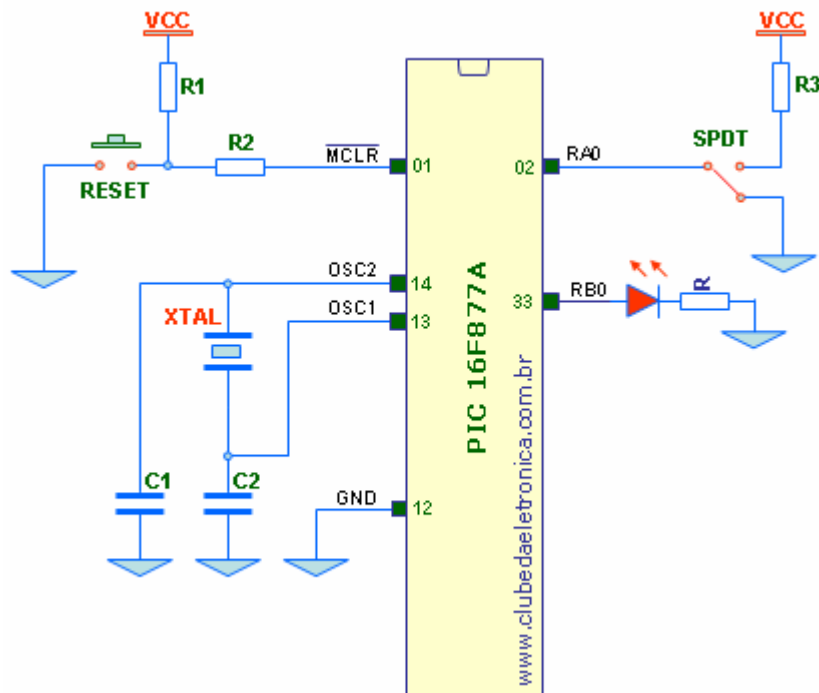 VCC
VCC
R1
R3
R2
MCLR
01
02
RA0
SPDT
RESET
OSC2
14
OSC1
13
XTAL
33
RB0
R
PIC 16F877A
www.clubedaeletronica.com.br
C1
C2
GND
12